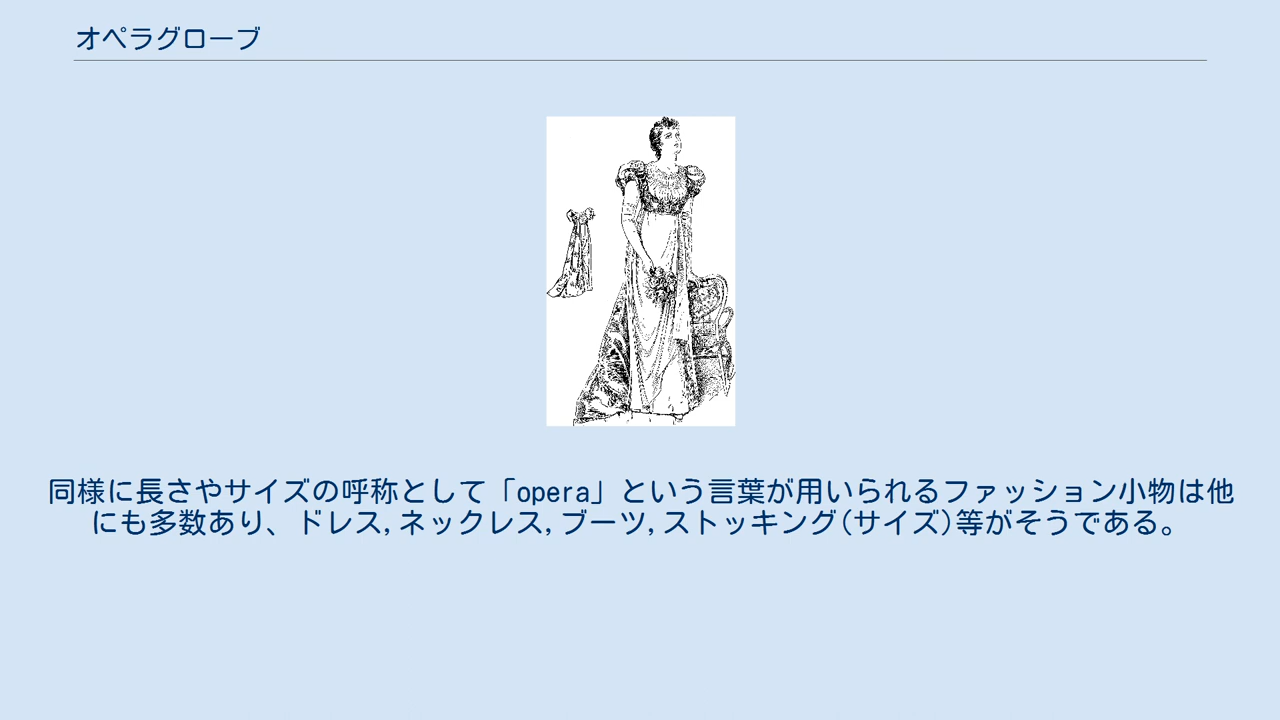 オペラグローブ
同様に長さやサイズの呼称として「opera」という言葉が用いられるファッション小物は他
にも多数あり、ドレス,ネックレス,ブーツ,ストッキング(サイズ)等がそうである。